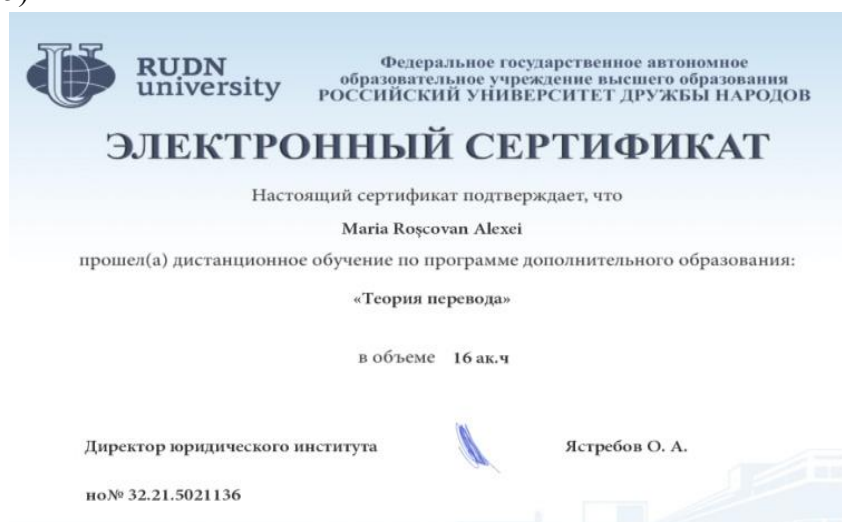 RUDN
university
Федеральное государственное автономное
образовательное учреждение высшего образования
РОССИЙСКИЙ УНИВЕРСИТЕТ ДРУЖБЫ НАРОДОВ
ЭЛЕКТРОННЫЙ СЕРТИФИКАТ
Настоящий сертификат подтверждает, что
Maria Roșcovan Alexei
прошел(а) дистанционное обучение по программе дополнительного образования:
«Теория перевода»
в объеме 16 ак.ч
Директор юридического института Ястребов О. А.
но№ 32.21.5021136